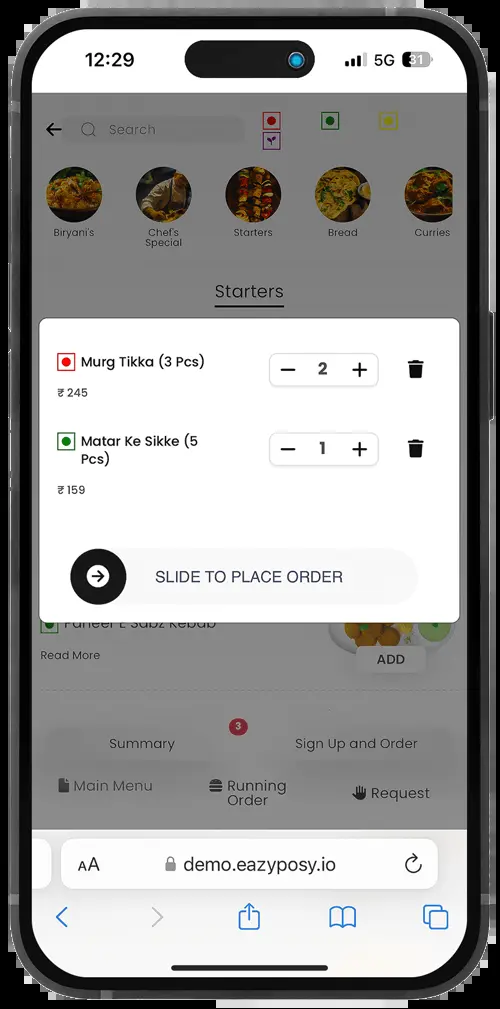 12:29
5G
31
Search
Biryani's
Chef's
Special
Starters
Bread
Curries
Starters
Murg Tikka (3 Pcs)
2
₹ 245
Matar Ke Sikke (5
Pcs)
1
₹ 159
SLIDE TO PLACE ORDER
Paneer E Sabz Kebab
Read More
ADD
3
Summary
Sign Up and Order
Main Menu
Running
Order
Request
AA
demo.eazyposy.io